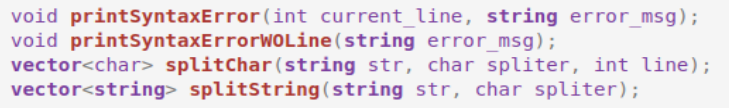 void printSyntaxError(int current_line, string error_msg);
void printSyntaxErrorWOLine(string error_msg);
vector<char> splitChar(string str, char spliter, int line);
vector<string> splitString(string str, char spliter);